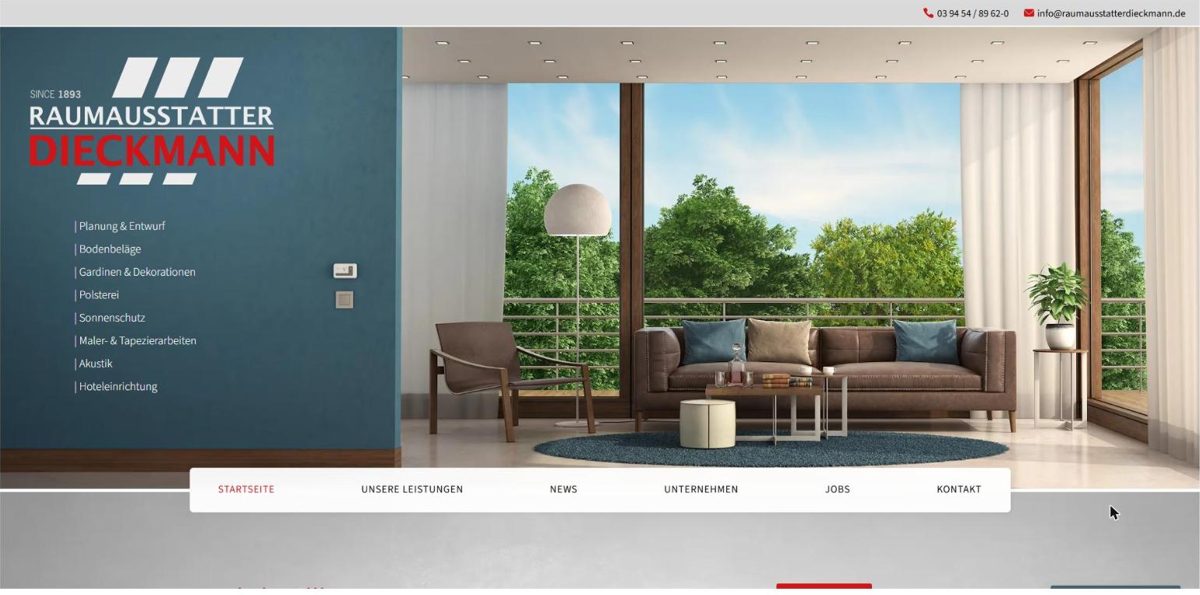 03 94 54 / 89 62-0 info@raumausstatterdieckmann.de
SINCE 1893
RAUMAUSSTATTER
DIECKMANN
| Planung & Entwurf
| Bodenbeläge
| Gardinen & Dekorationen
| Polsterei
| Sonnenschutz
| Maler- & Tapezierarbeiten
| Akustik
| Hoteleinrichtung
STARTSEITE UNSERE LEISTUNGEN NEWS UNTERNEHMEN JOBS KONTAKT